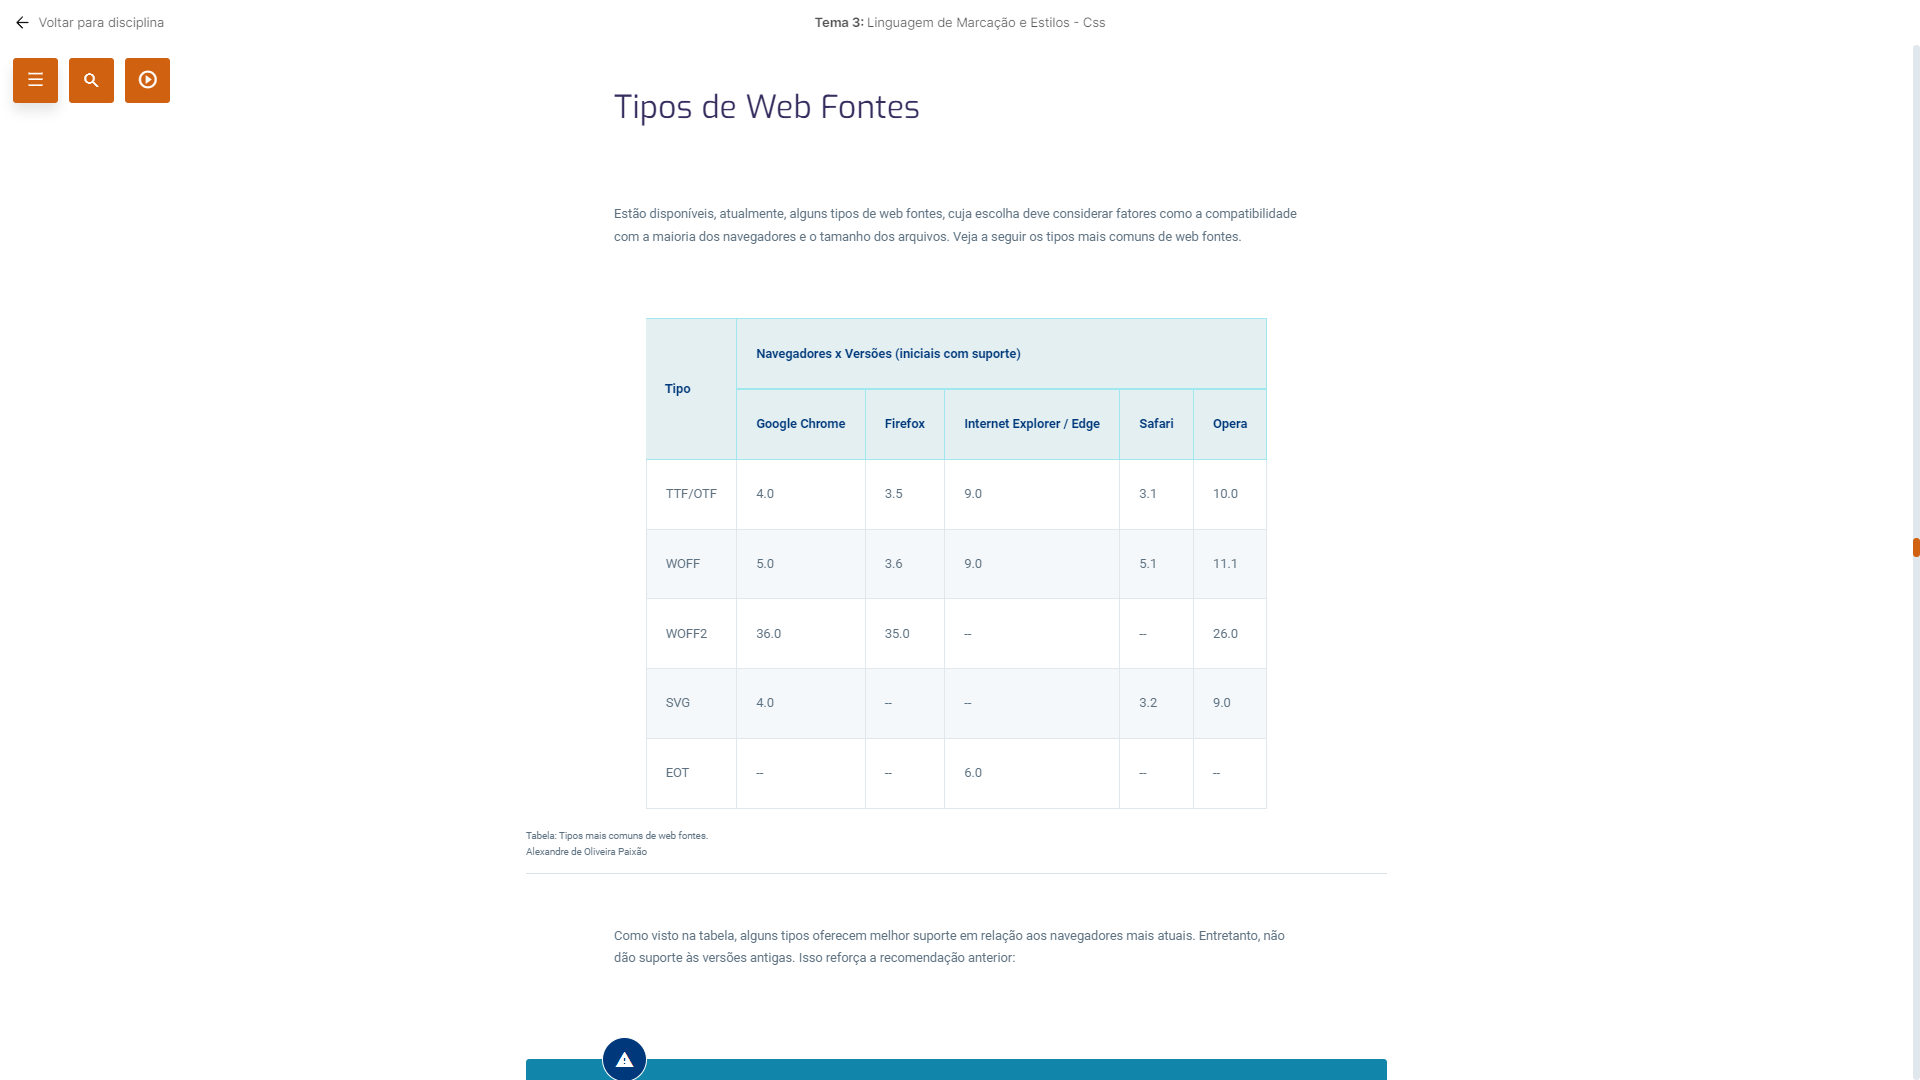 Voltar para disciplina
Tema 3: Linguagem de Marcação e Estilos - Css
Tipos de Web Fontes
Estão disponíveis, atualmente, alguns tipos de web fontes, cuja escolha deve considerar fatores como a compatibilidade
com a maioria dos navegadores e o tamanho dos arquivos. Veja a seguir os tipos mais comuns de web fontes.
Tipo
Navegadores x Versões (iniciais com suporte)
Google Chrome Firefox Internet Explorer / Edge Safari Opera
TTF/OTF 4.0 3.5 9.0 3.1 10.0
WOFF 5.0 3.6 9.0 5.1 11.1
WOFF2 36.0 35.0 -- -- 26.0
SVG 4.0 -- -- 3.2 9.0
EOT -- -- 6.0 -- --
Tabela: Tipos mais comuns de web fontes.
Alexandre de Oliveira Paixão
Como visto na tabela, alguns tipos oferecem melhor suporte em relação aos navegadores mais atuais. Entretanto, não
dão suporte às versões antigas. Isso reforça a recomendação anterior: